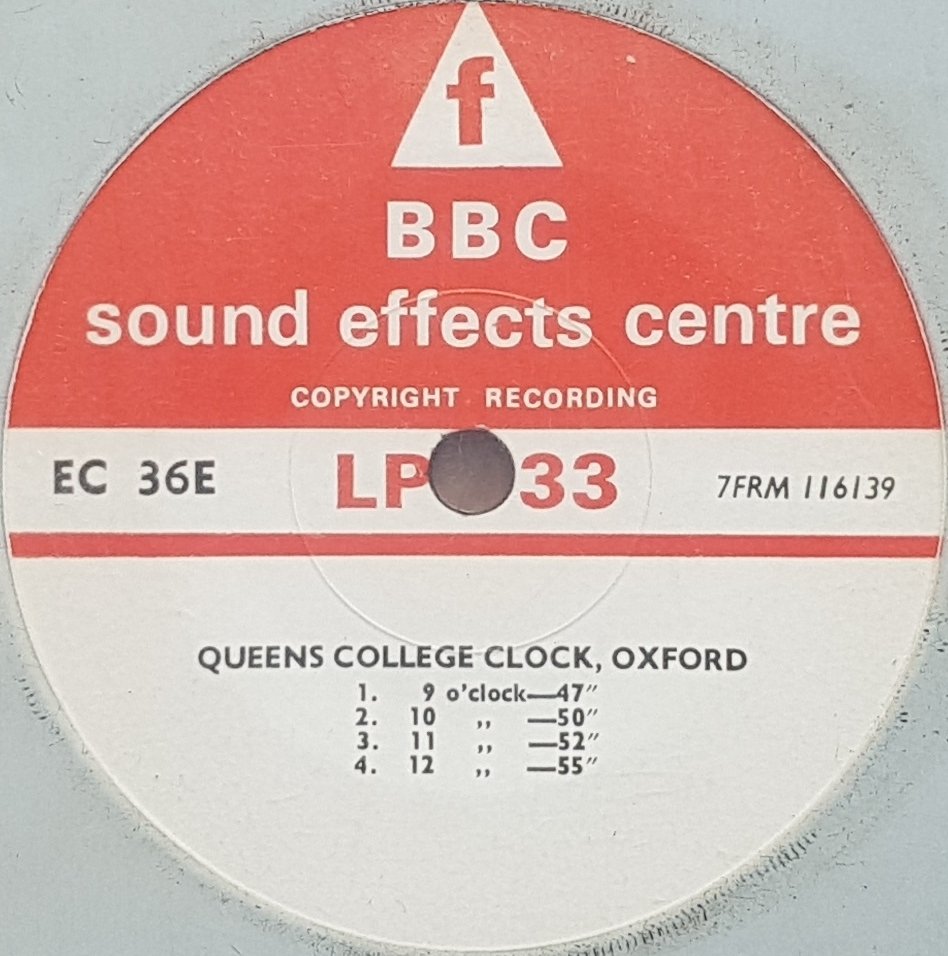 f
BBC
sound effects centre
COPYRIGHT RECORDING
EC 36E LP 33 7FRM 116139
QUEENS COLLEGE CLOCK, OXFORD
1. 9 o'clock—47″
2. 10 ,, —50″
3. 11 ,, —52″
4. 12 ,, —55″